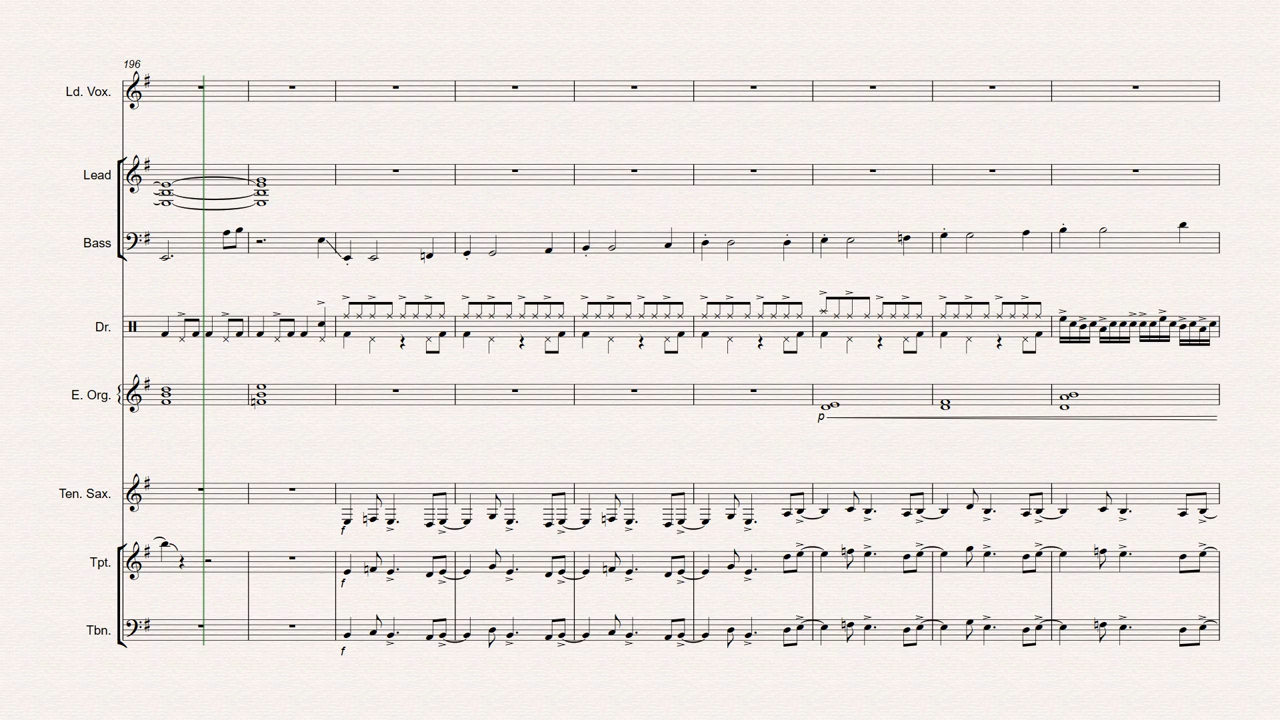 196
Ld. Vox.
Lead
Bass
Dr.
E. Org.
p
Ten. Sax.
f
Tpt.
f
Tbn.
f